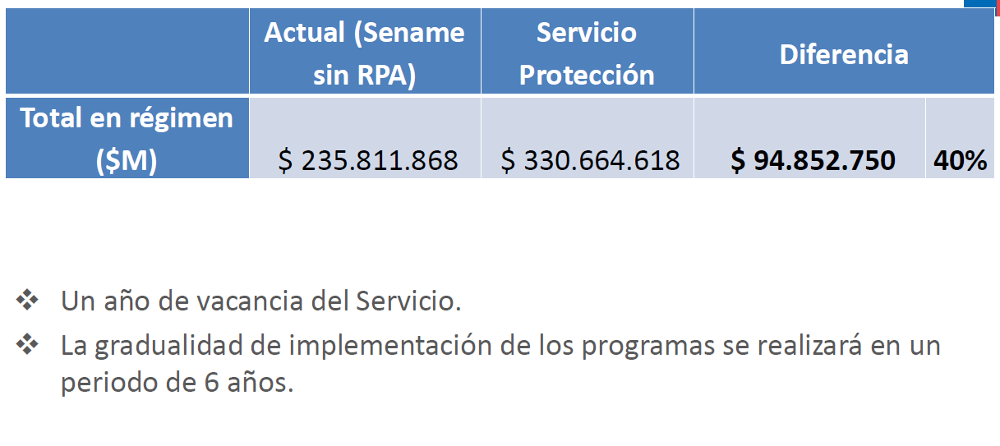 Actual (Sename
sin RPA)
Servicio
Protección
Diferencia
Total en régimen
($M)
$ 235.811.868
$ 330.664.618
$ 94.852.750
40%
❖ Un año de vacancia del Servicio.
❖ La gradualidad de implementación de los programas se realizará en un
periodo de 6 años.